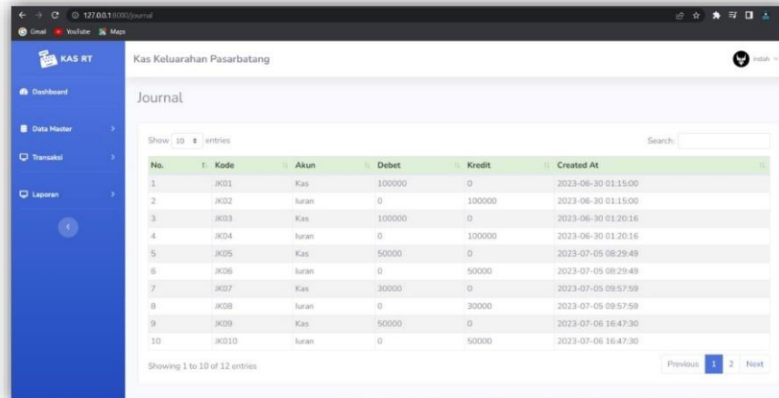 127.0.0.1:8000/journal
Gmail YouTube Maps
KAS RT
Kas Keluarahan Pasarbatang
indah
Dashboard
Journal
Data Master
Show 10 entries Search:
Transaksi
No. Kode Akun Debet Kredit Created At
1 JK01 Kas 100000 0 2023-06-30 01:15:00
2 JK02 Iuran 0 100000 2023-06-30 01:15:00
Laporan
3 JK03 Kas 100000 0 2023-06-30 01:20:16
4 JK04 Iuran 0 100000 2023-06-30 01:20:16
5 JK05 Kas 50000 0 2023-07-05 08:29:49
6 JK06 Iuran 0 50000 2023-07-05 08:29:49
7 JK07 Kas 30000 0 2023-07-05 09:57:59
8 JK08 Iuran 0 30000 2023-07-05 09:57:59
9 JK09 Kas 50000 0 2023-07-06 16:47:30
10 JK010 Iuran 0 50000 2023-07-06 16:47:30
Showing 1 to 10 of 12 entries
Previous 1 2 Next